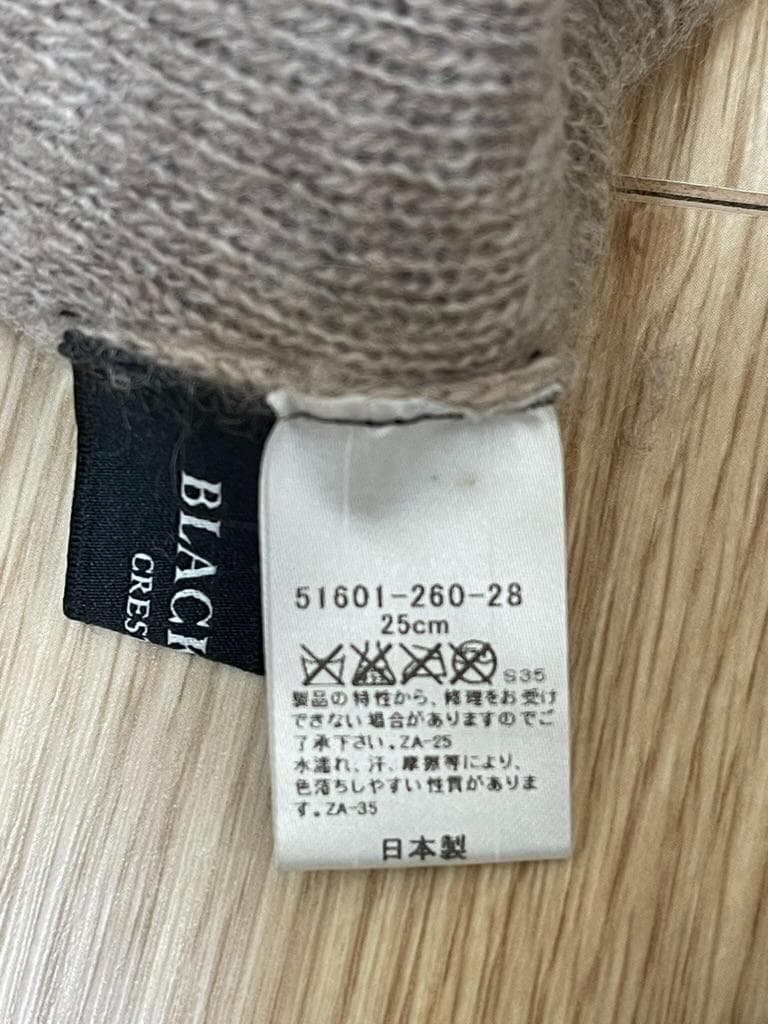 BLACK
CRES
51601-260-28
25cm
S35
製品の特性から、修理をお受け
できない場合がありますのでご
了承下さい。ZA-25
水濡れ、汗、摩擦等により、
色落ちしやすい性質がありま
す。ZA-35
日本製